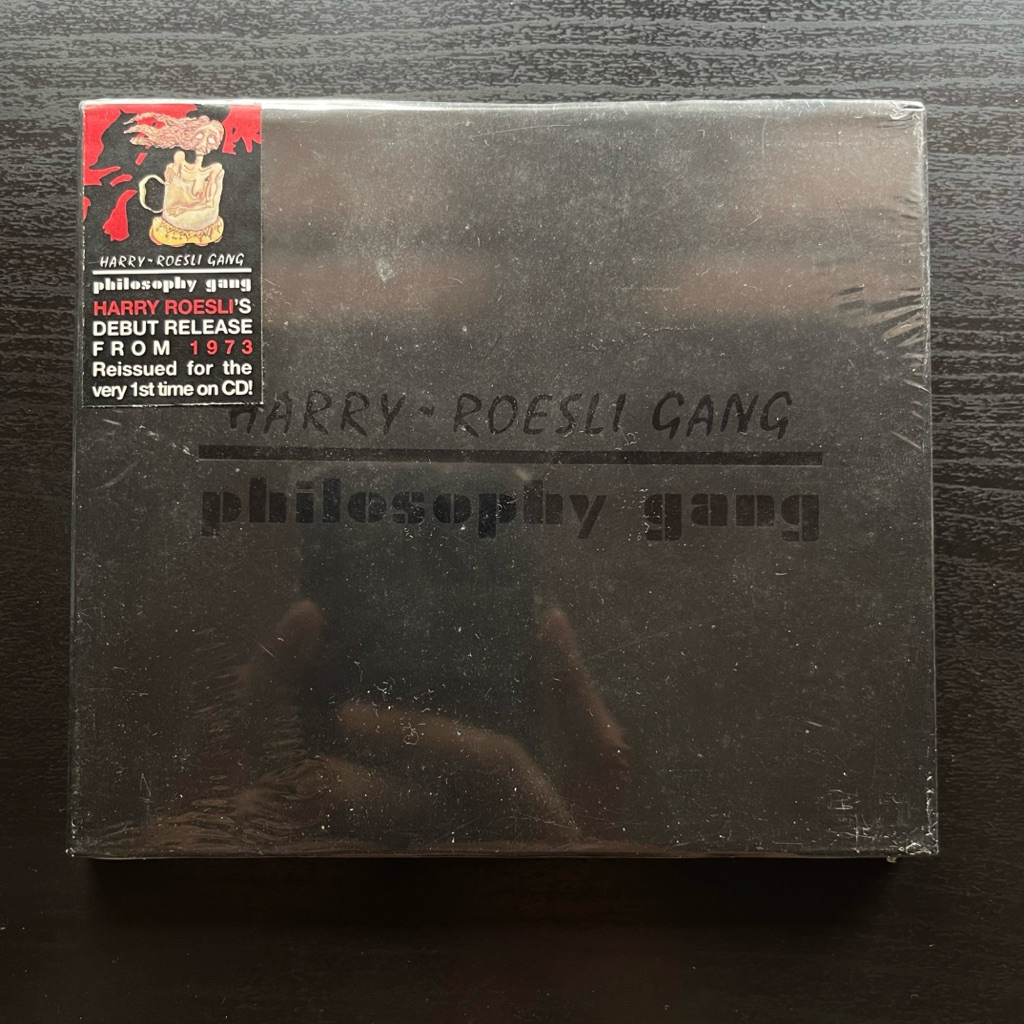 HARRY-ROESLI GANG
philosophy gang
HARRY ROESLI'S
DEBUT RELEASE
FROM 1973
Reissued for the
very 1st time on CD!
HARRY-ROESLI GANG
philosophy gang